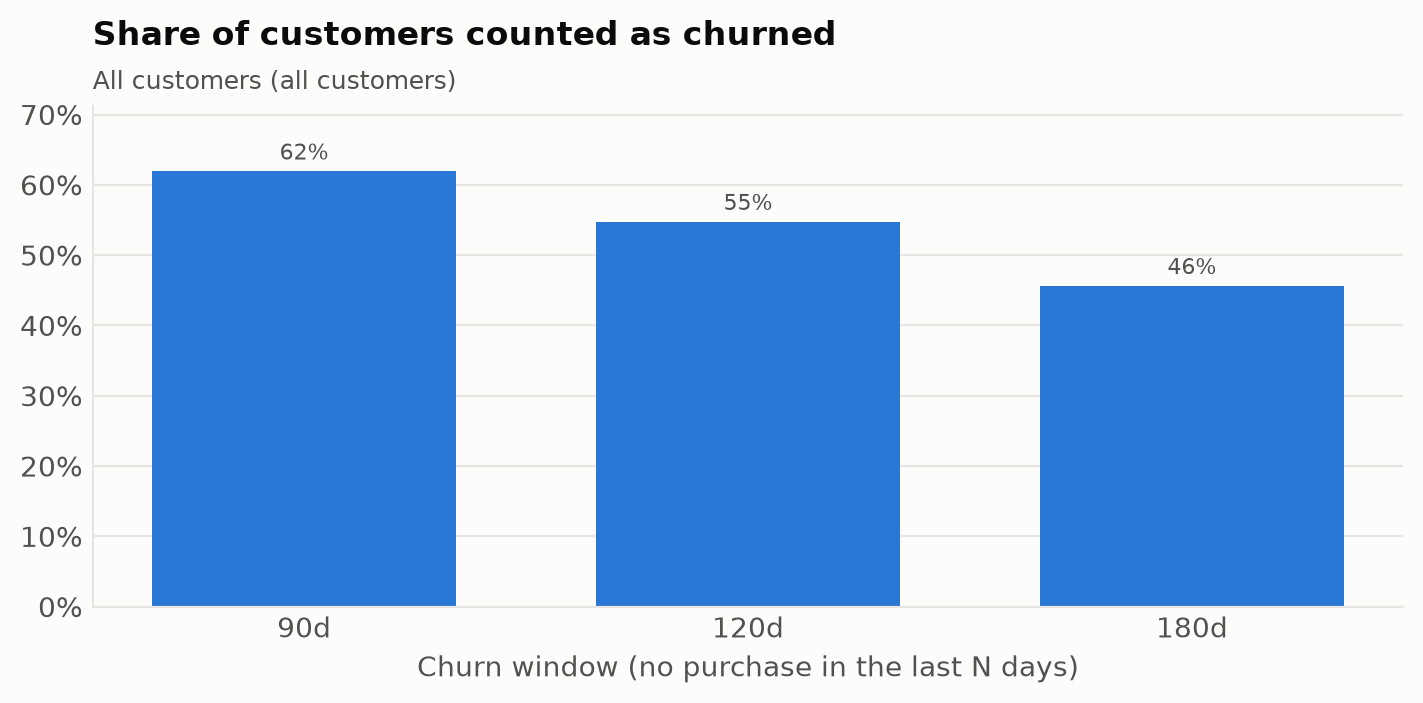 Share of customers counted as churned
All customers (all customers)
70%
60%
50%
40%
30%
20%
10%
0%
62%
55%
46%
90d
120d
180d
Churn window (no purchase in the last N days)